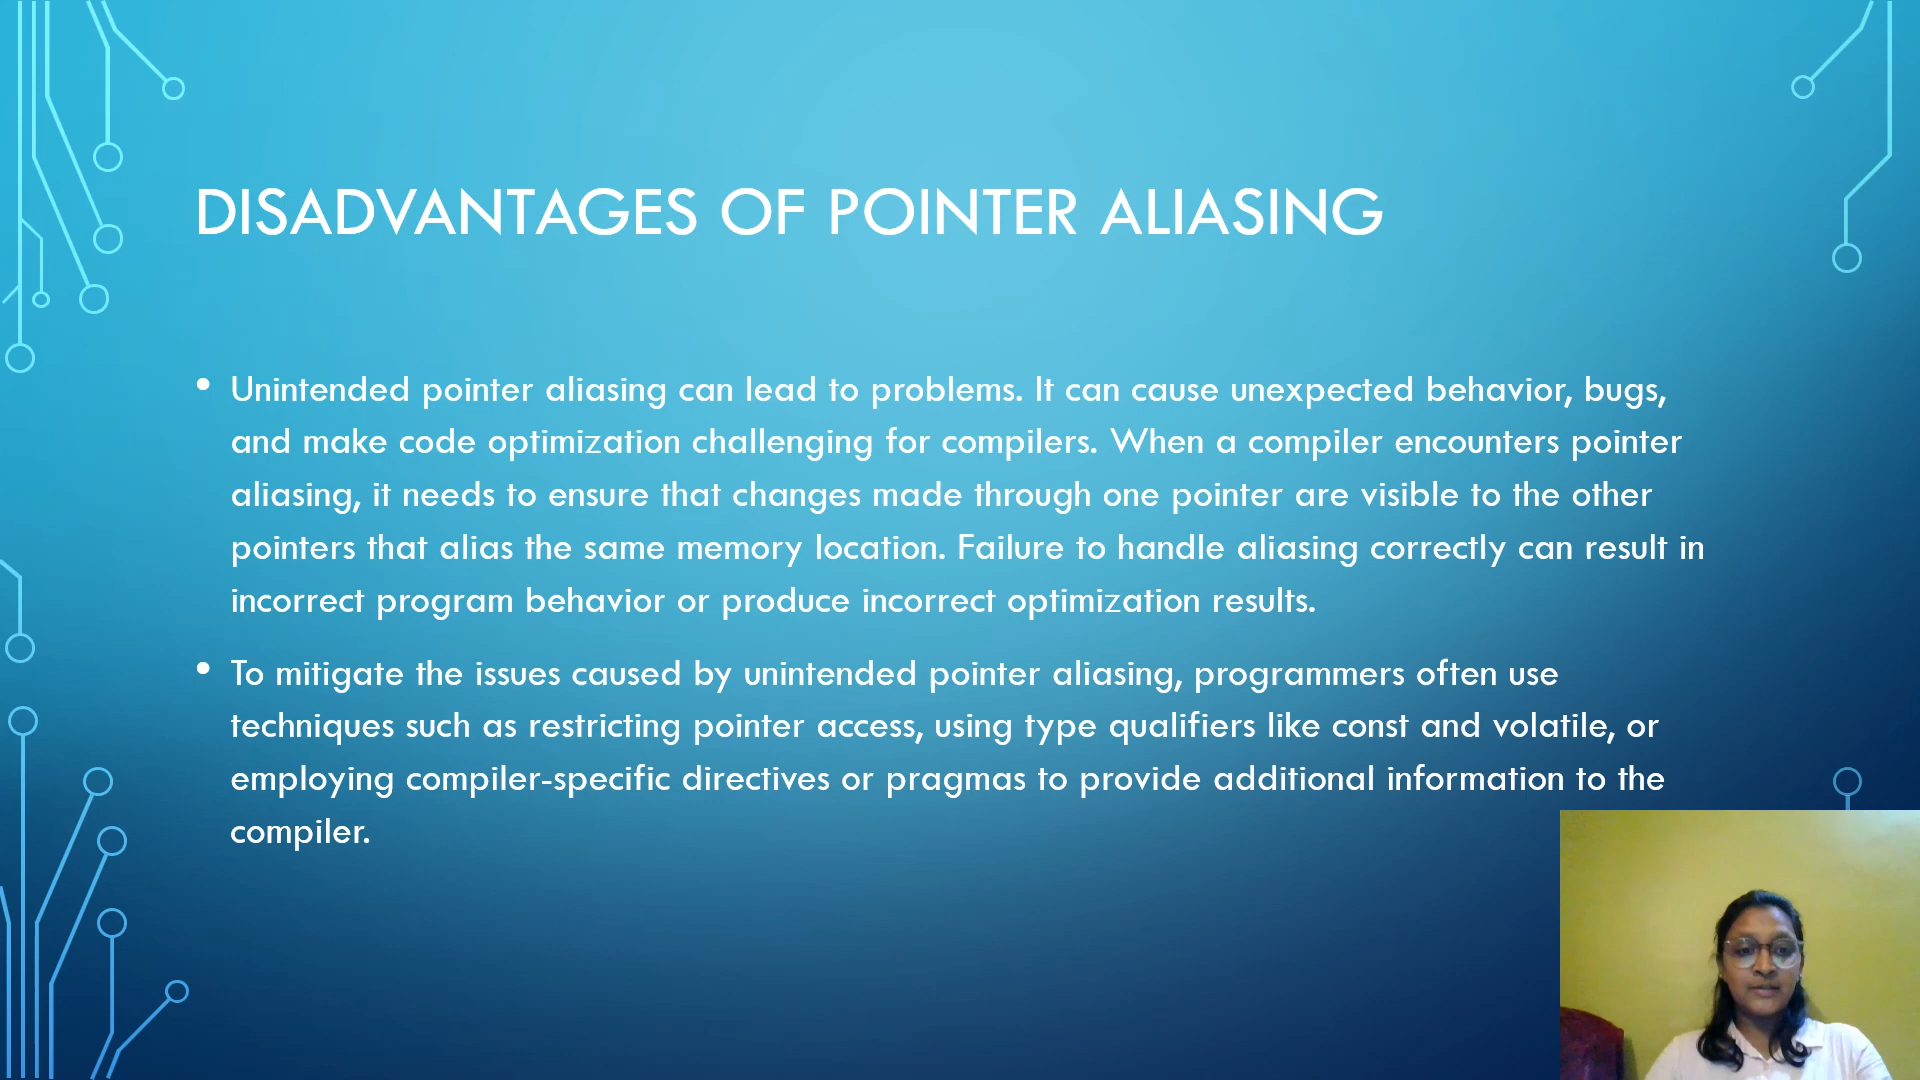 DISADVANTAGES OF POINTER ALIASING
• Unintended pointer aliasing can lead to problems. It can cause unexpected behavior, bugs,
and make code optimization challenging for compilers. When a compiler encounters pointer
aliasing, it needs to ensure that changes made through one pointer are visible to the other
pointers that alias the same memory location. Failure to handle aliasing correctly can result in
incorrect program behavior or produce incorrect optimization results.
• To mitigate the issues caused by unintended pointer aliasing, programmers often use
techniques such as restricting pointer access, using type qualifiers like const and volatile, or
employing compiler-specific directives or pragmas to provide additional information to the
compiler.